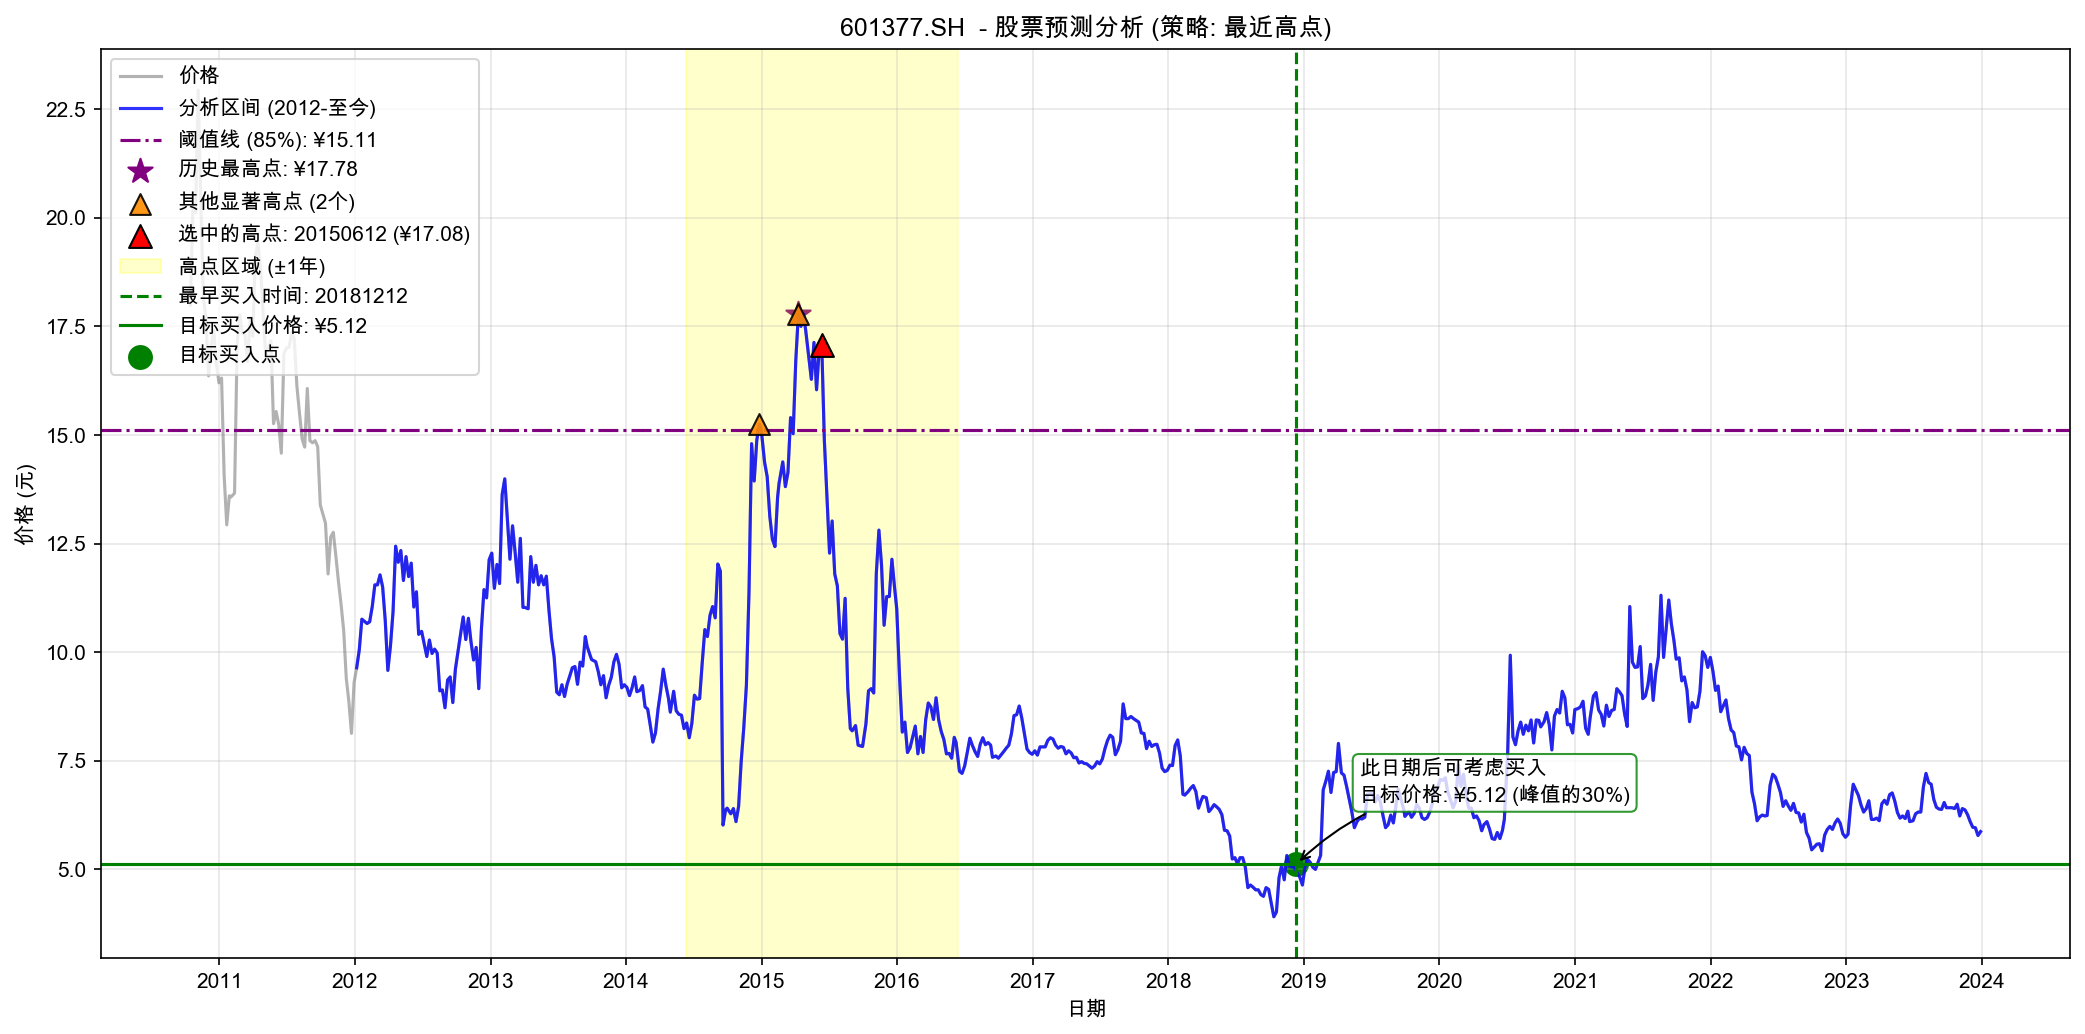 601377.SH - 股票预测分析 (策略: 最近高点)
价格
分析区间 (2012-至今)
阈值线 (85%): ¥15.11
历史最高点: ¥17.78
其他显著高点 (2个)
选中的高点: 20150612 (¥17.08)
高点区域 (±1年)
最早买入时间: 20181212
目标买入价格: ¥5.12
目标买入点
22.5
20.0
17.5
15.0
12.5
10.0
7.5
5.0
价格 (元)
此日期后可考虑买入
目标价格: ¥5.12 (峰值的30%)
2011 2012 2013 2014 2015 2016 2017 2018 2019 2020 2021 2022 2023 2024
日期